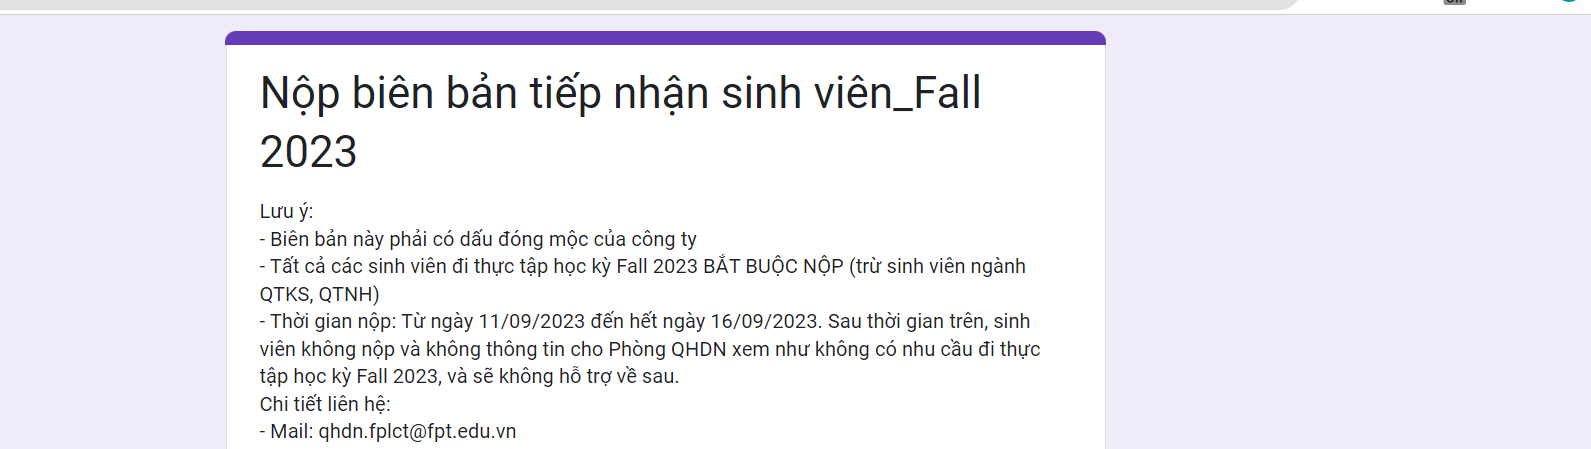 Nộp biên bản tiếp nhận sinh viên_Fall
2023
Lưu ý:
- Biên bản này phải có dấu đóng mộc của công ty
- Tất cả các sinh viên đi thực tập học kỳ Fall 2023 BẮT BUỘC NỘP (trừ sinh viên ngành
QTKS, QTNH)
- Thời gian nộp: Từ ngày 11/09/2023 đến hết ngày 16/09/2023. Sau thời gian trên, sinh
viên không nộp và không thông tin cho Phòng QHDN xem như không có nhu cầu đi thực
tập học kỳ Fall 2023, và sẽ không hỗ trợ về sau.
Chi tiết liên hệ:
- Mail: qhdn.fplct@fpt.edu.vn